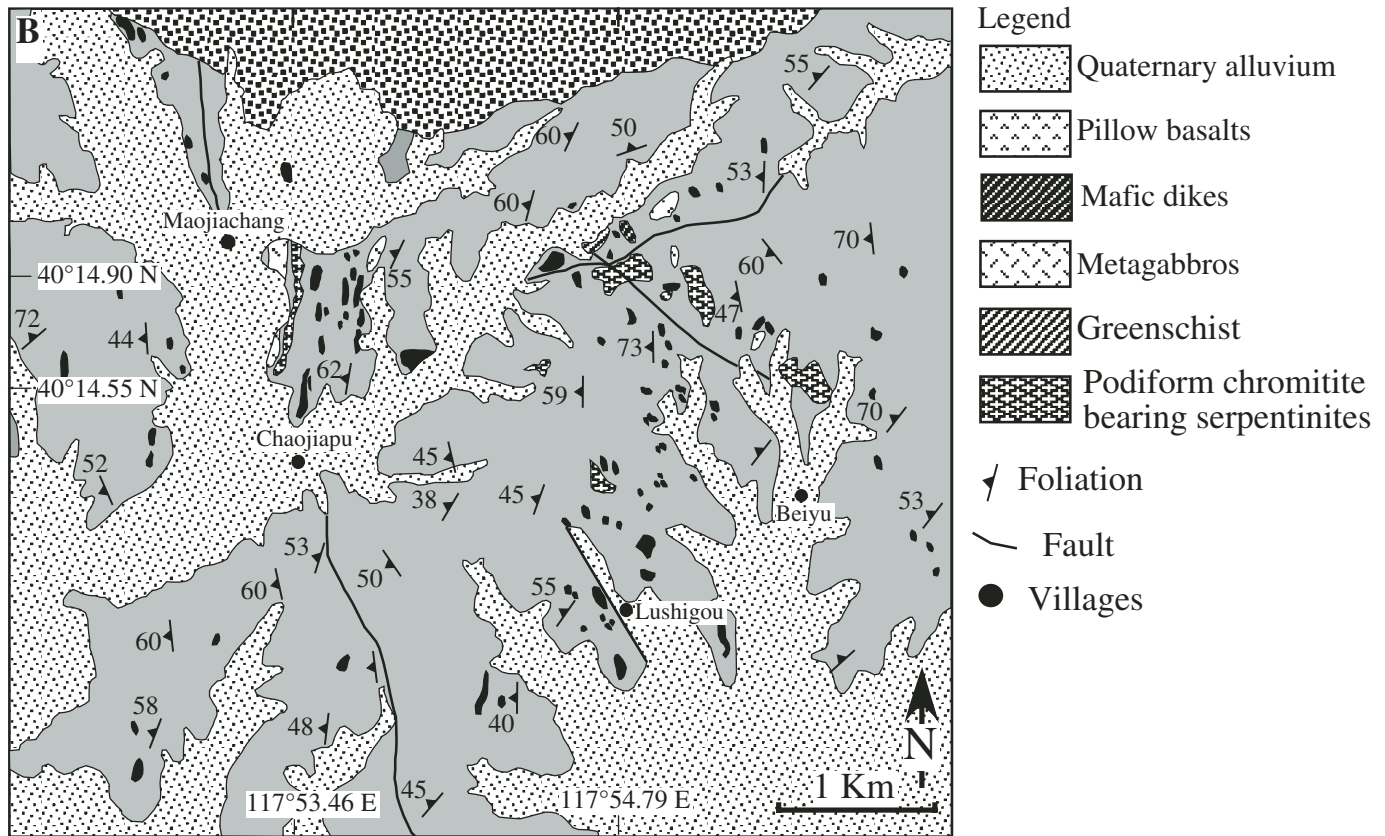 B
55
60
50
53
60
Maojiachang
70
55
60
40°14.90 N
47
72
44
73
62
40°14.55 N
59
70
Chaojiapu
45
52
38
45
53
Beiyu
53
50
60
55
Lushigou
60
58
48
40
N
45
117°53.46 E
117°54.79 E
1 Km
Legend
Quaternary alluvium
Pillow basalts
Mafic dikes
Metagabbros
Greenschist
Podiform chromitite
bearing serpentinites
Foliation
Fault
Villages